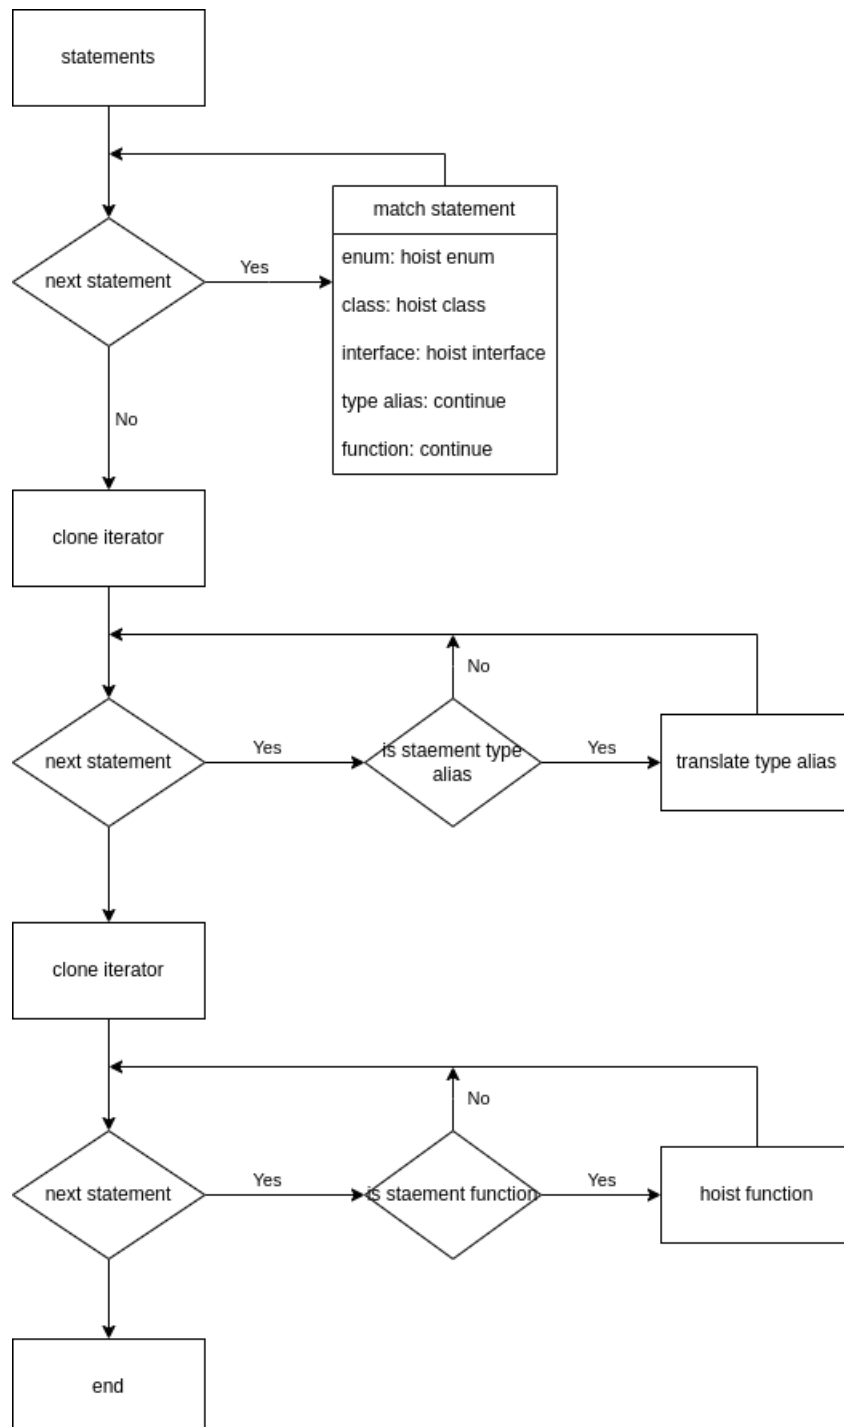 statements
match statement
enum: hoist enum
next statement
Yes
class: hoist class
interface: hoist interface
type alias: continue
No
function: continue
clone iterator
No
next statement
Yes
is staement type
alias
Yes
translate type alias
clone iterator
No
next statement
Yes
is staement function
Yes
hoist function
end